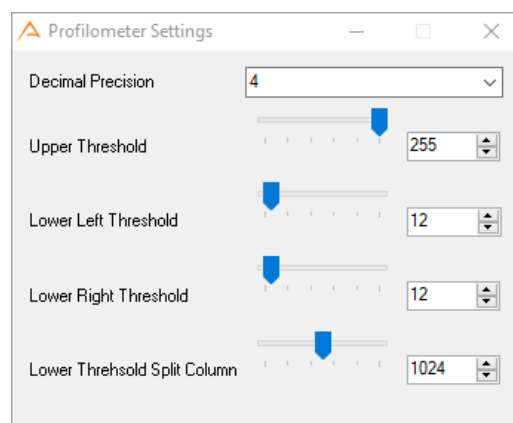 Profilometer Settings
Decimal Precision 4
Upper Threshold 255
Lower Left Threshold 12
Lower Right Threshold 12
Lower Threhsold Split Column 1024